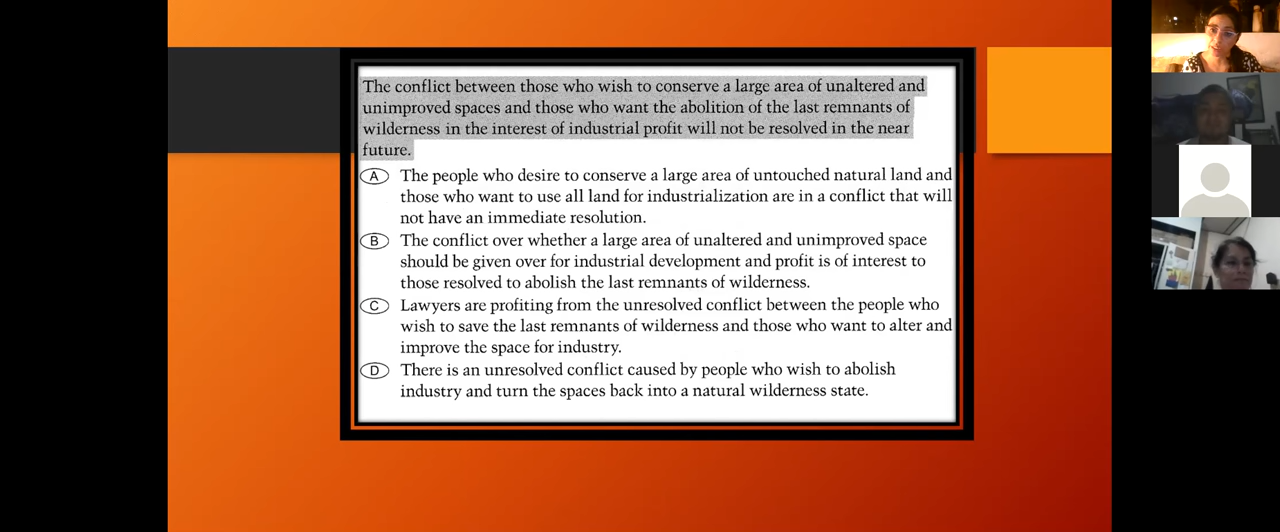 The conflict between those who wish to conserve a large area of unaltered and
unimproved spaces and those who want the abolition of the last remnants of
wilderness in the interest of industrial profit will not be resolved in the near
future.
A The people who desire to conserve a large area of untouched natural land and
those who want to use all land for industrialization are in a conflict that will
not have an immediate resolution.
B The conflict over whether a large area of unaltered and unimproved space
should be given over for industrial development and profit is of interest to
those resolved to abolish the last remnants of wilderness.
C Lawyers are profiting from the unresolved conflict between the people who
wish to save the last remnants of wilderness and those who want to alter and
improve the space for industry.
D There is an unresolved conflict caused by people who wish to abolish
industry and turn the spaces back into a natural wilderness state.